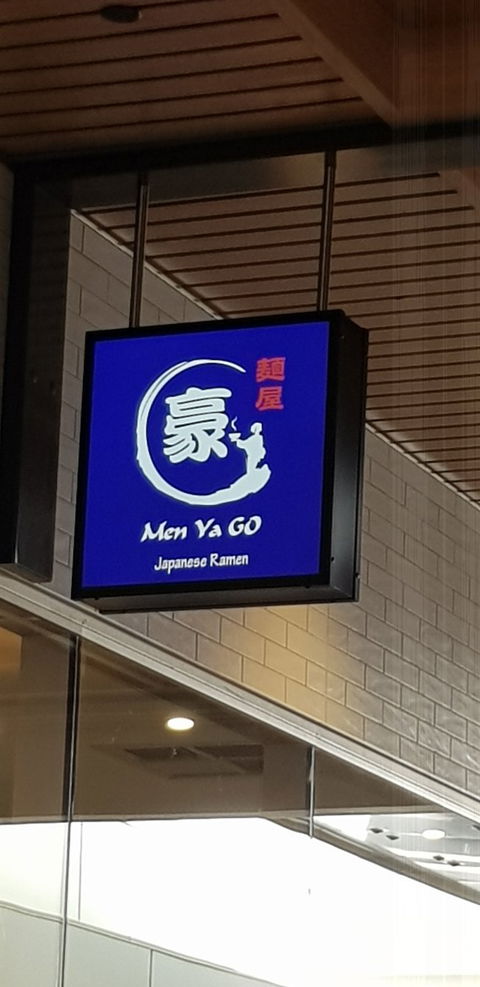 麺屋
豪
Men Ya GO
Japanese Ramen